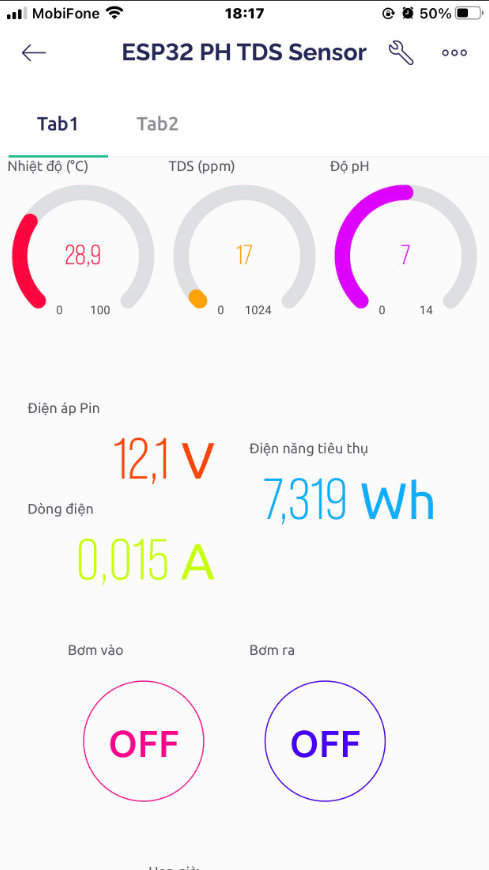 MobiFone 18:17 50%
ESP32 PH TDS Sensor
Tab1 Tab2
Nhiệt độ (°C) TDS (ppm) Độ pH
28,9 17 7
0 100 0 1024 0 14
Điện áp Pin
12,1 V
Điện năng tiêu thụ
7,319 Wh
Dòng điện
0,015 A
Bơm vào Bơm ra
OFF OFF